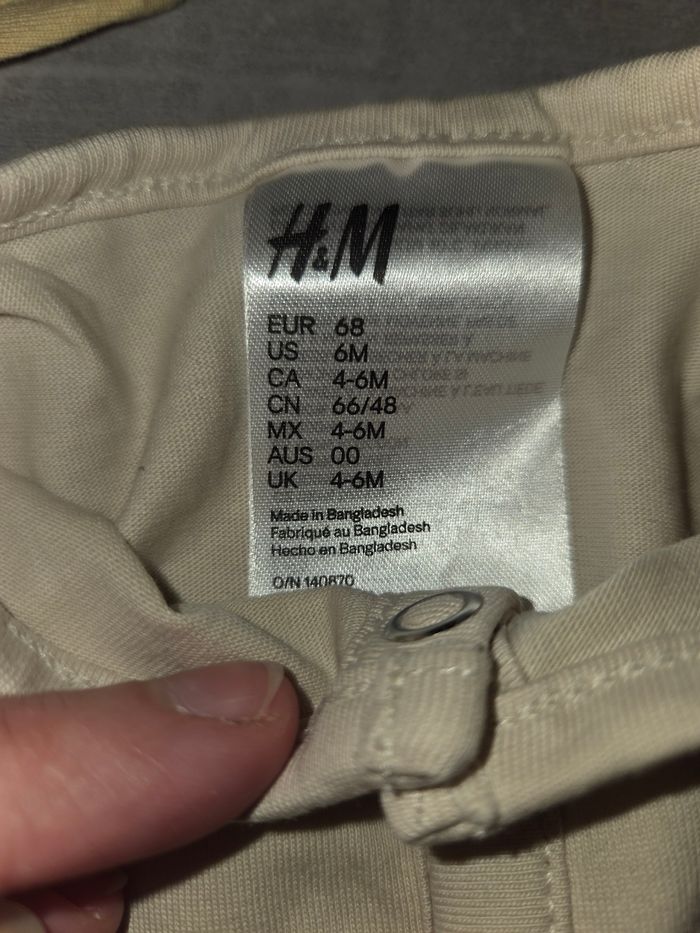 H&M
EUR 68
US 6M
CA 4-6M
CN 66/48
MX 4-6M
AUS 00
UK 4-6M
Made in Bangladesh
Fabriqué au Bangladesh
Hecho en Bangladesh
O/N 140870